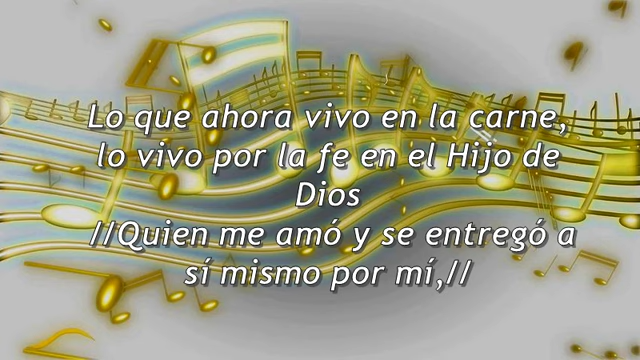 Lo que ahora vivo en la carne,
lo vivo por la fe en el Hijo de
Dios
//Quien me amó y se entregó a
sí mismo por mí,//